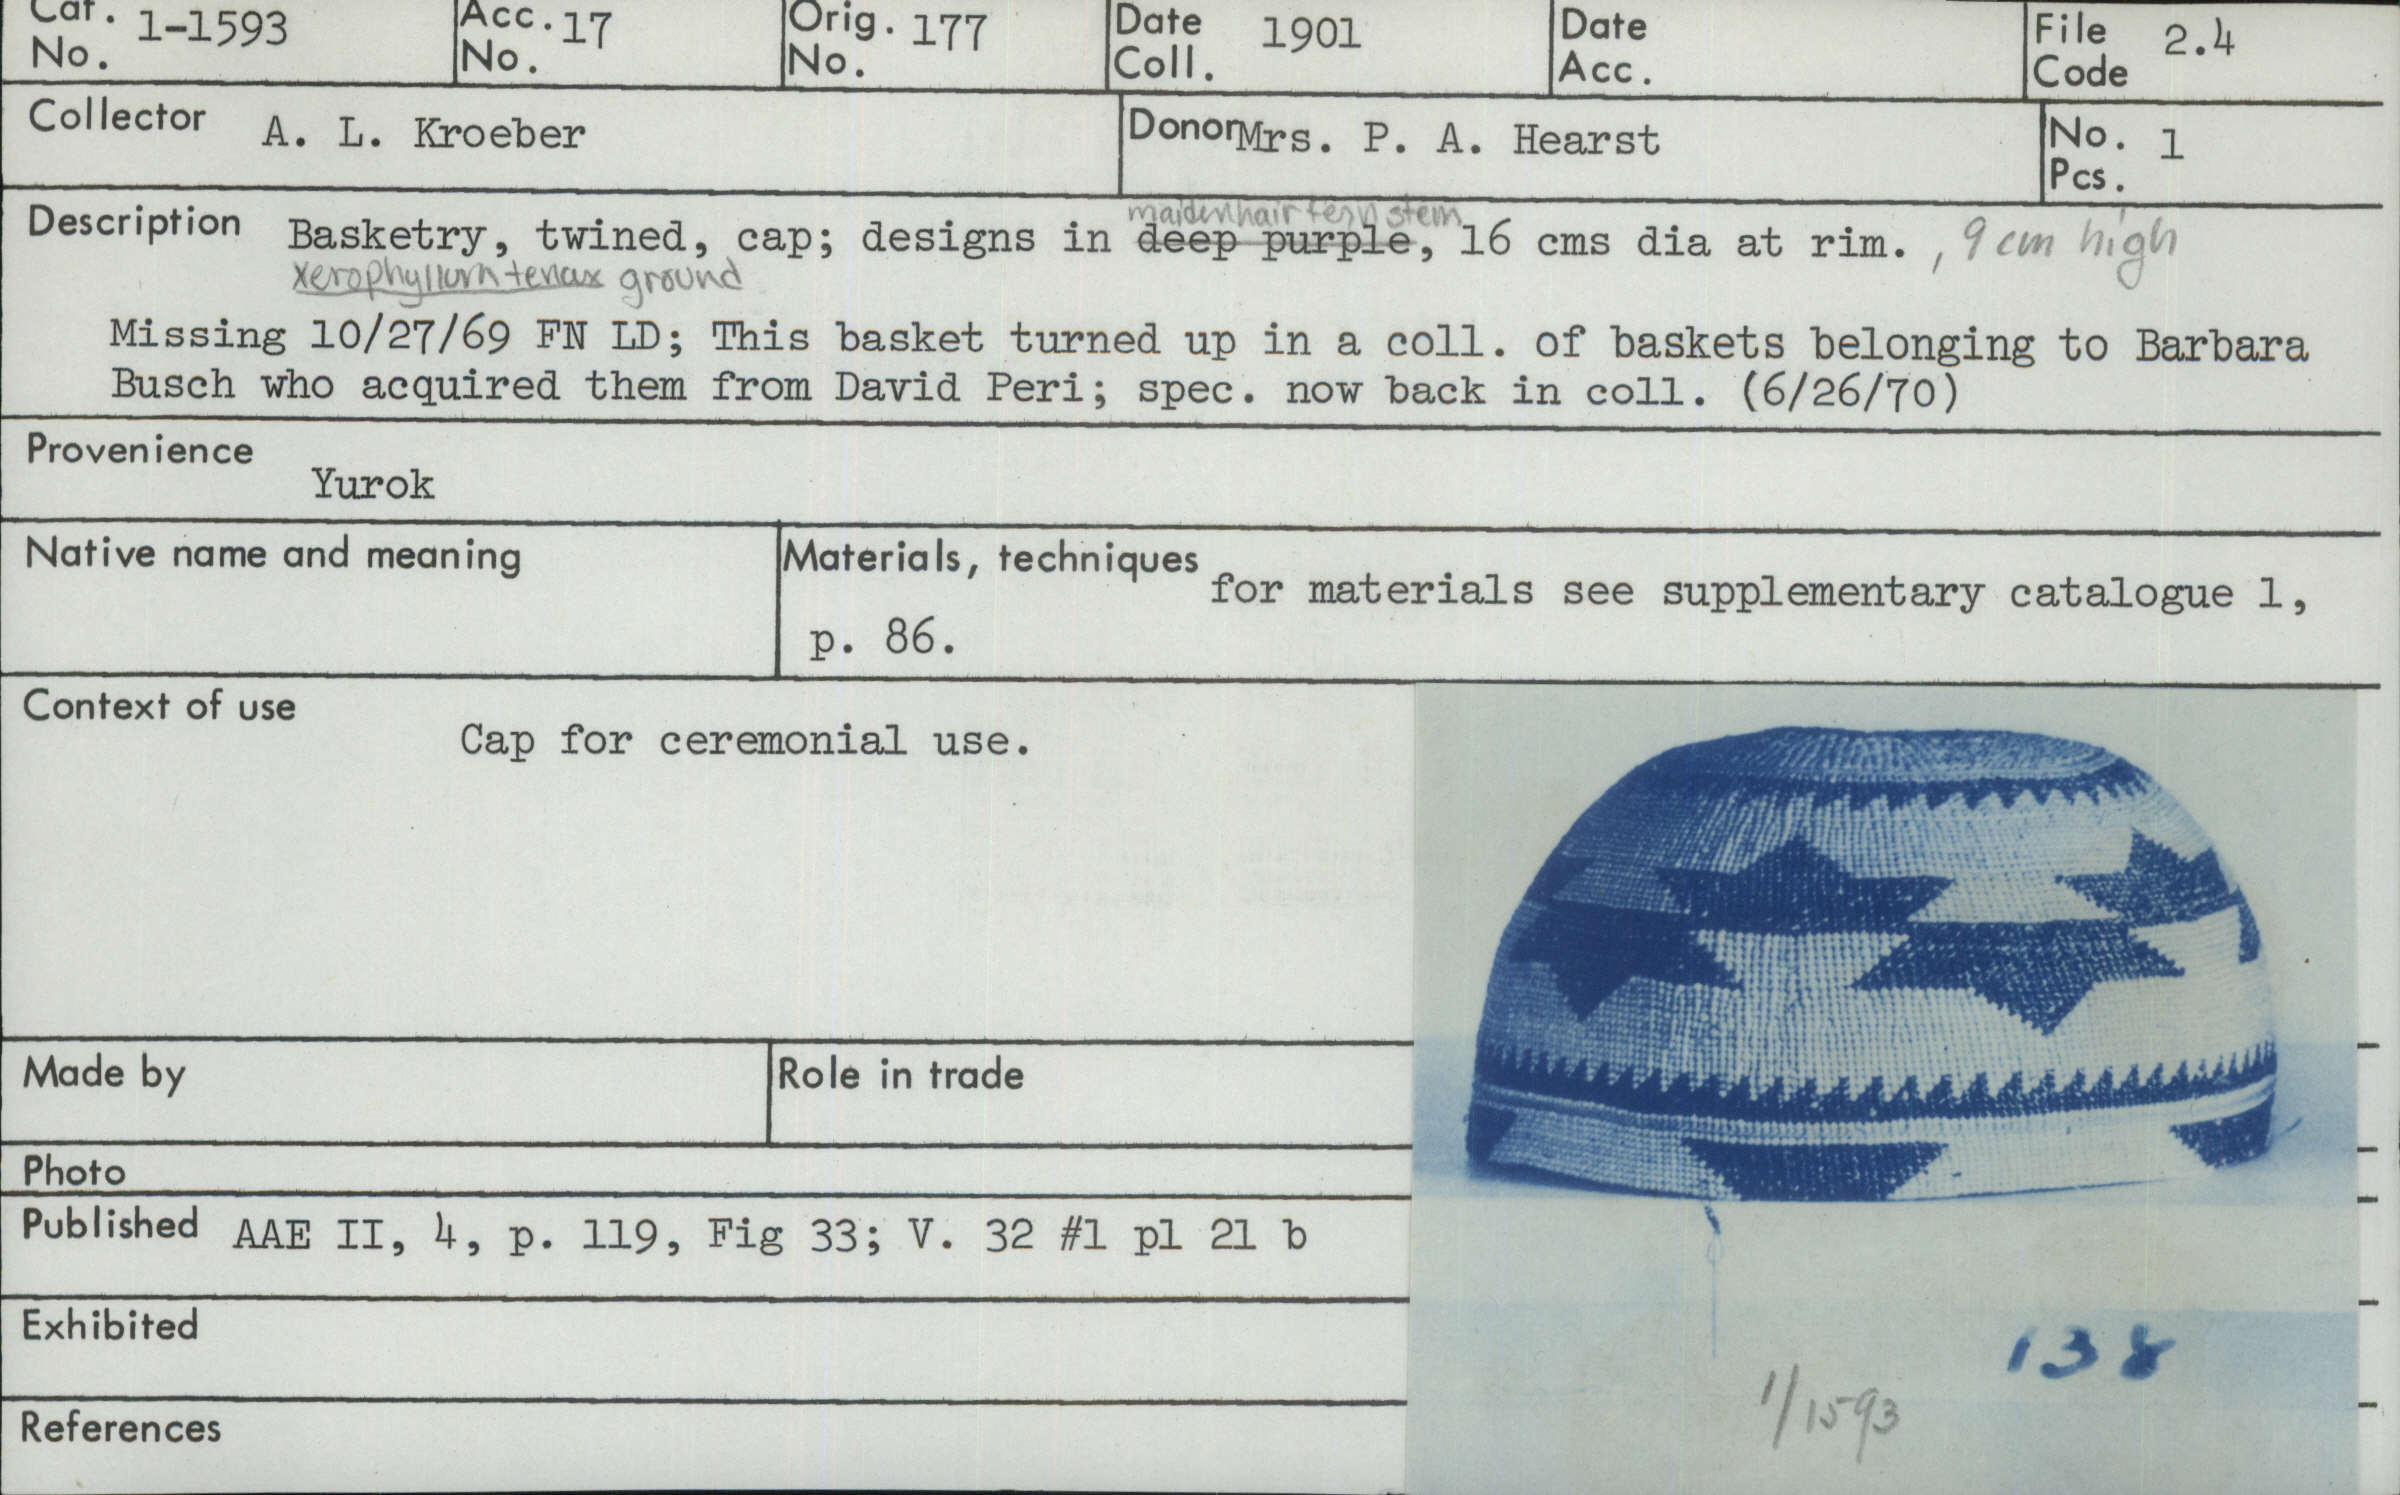 Cat. No. 1-1593
Acc. No. 17
Orig. No. 177
Date Coll. 1901
Date Acc.
File Code 2.4
Collector A. L. Kroeber
Donor Mrs. P. A. Hearst
No. Pcs. 1
maidenhair fern stem
Description Basketry, twined, cap; designs in deep purple, 16 cms dia at rim. , 9 cm high
xerophyllum tenax ground
Missing 10/27/69 FN LD; This basket turned up in a coll. of baskets belonging to Barbara
Busch who acquired them from David Peri; spec. now back in coll. (6/26/70)
Provenience
Yurok
Native name and meaning
Materials, techniques for materials see supplementary catalogue 1,
p. 86.
Context of use
Cap for ceremonial use.
Made by
Role in trade
Photo
Published AAE II, 4, p. 119, Fig 33; V. 32 #1 pl 21 b
Exhibited
References
138
1/1593